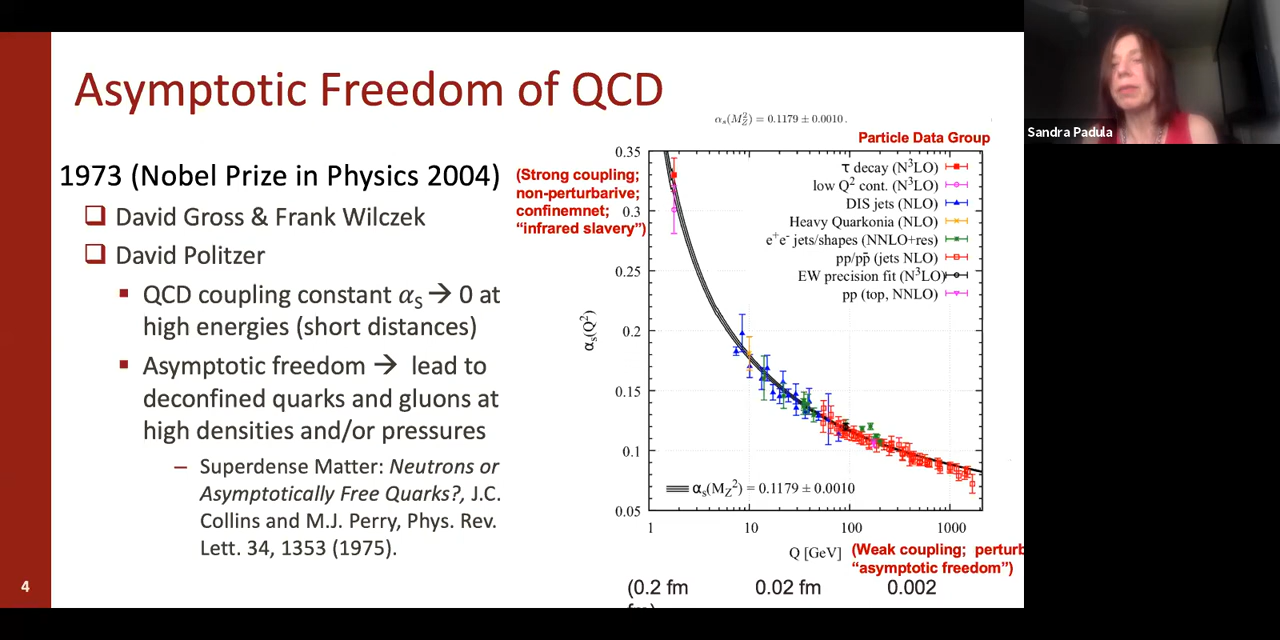 Asymptotic Freedom of QCD
1973 (Nobel Prize in Physics 2004)
❑ David Gross & Frank Wilczek
❑ David Politzer
▪ QCD coupling constant αS → 0 at
high energies (short distances)
▪ Asymptotic freedom → lead to
deconfined quarks and gluons at
high densities and/or pressures
– Superdense Matter: Neutrons or
Asymptotically Free Quarks?, J.C.
Collins and M.J. Perry, Phys. Rev.
Lett. 34, 1353 (1975).
4
αs(M²Z) = 0.1179 ± 0.0010.
Particle Data Group
(Strong coupling;
non-perturbarive;
confinemnet;
“infrared slavery”)
0.35
0.3
0.25
0.2
0.15
0.1
0.05
αs(Q²)
τ decay (N³LO)
low Q² cont. (N³LO)
DIS jets (NLO)
Heavy Quarkonia (NLO)
e⁺e⁻ jets/shapes (NNLO+res)
pp/pp̅ (jets NLO)
EW precision fit (N³LO)
pp (top, NNLO)
αs(MZ²) = 0.1179 ± 0.0010
1 10 100 1000
Q [GeV]
(Weak coupling; perturb
“asymptotic freedom”)
(0.2 fm 0.02 fm 0.002
fm)
Sandra Padula